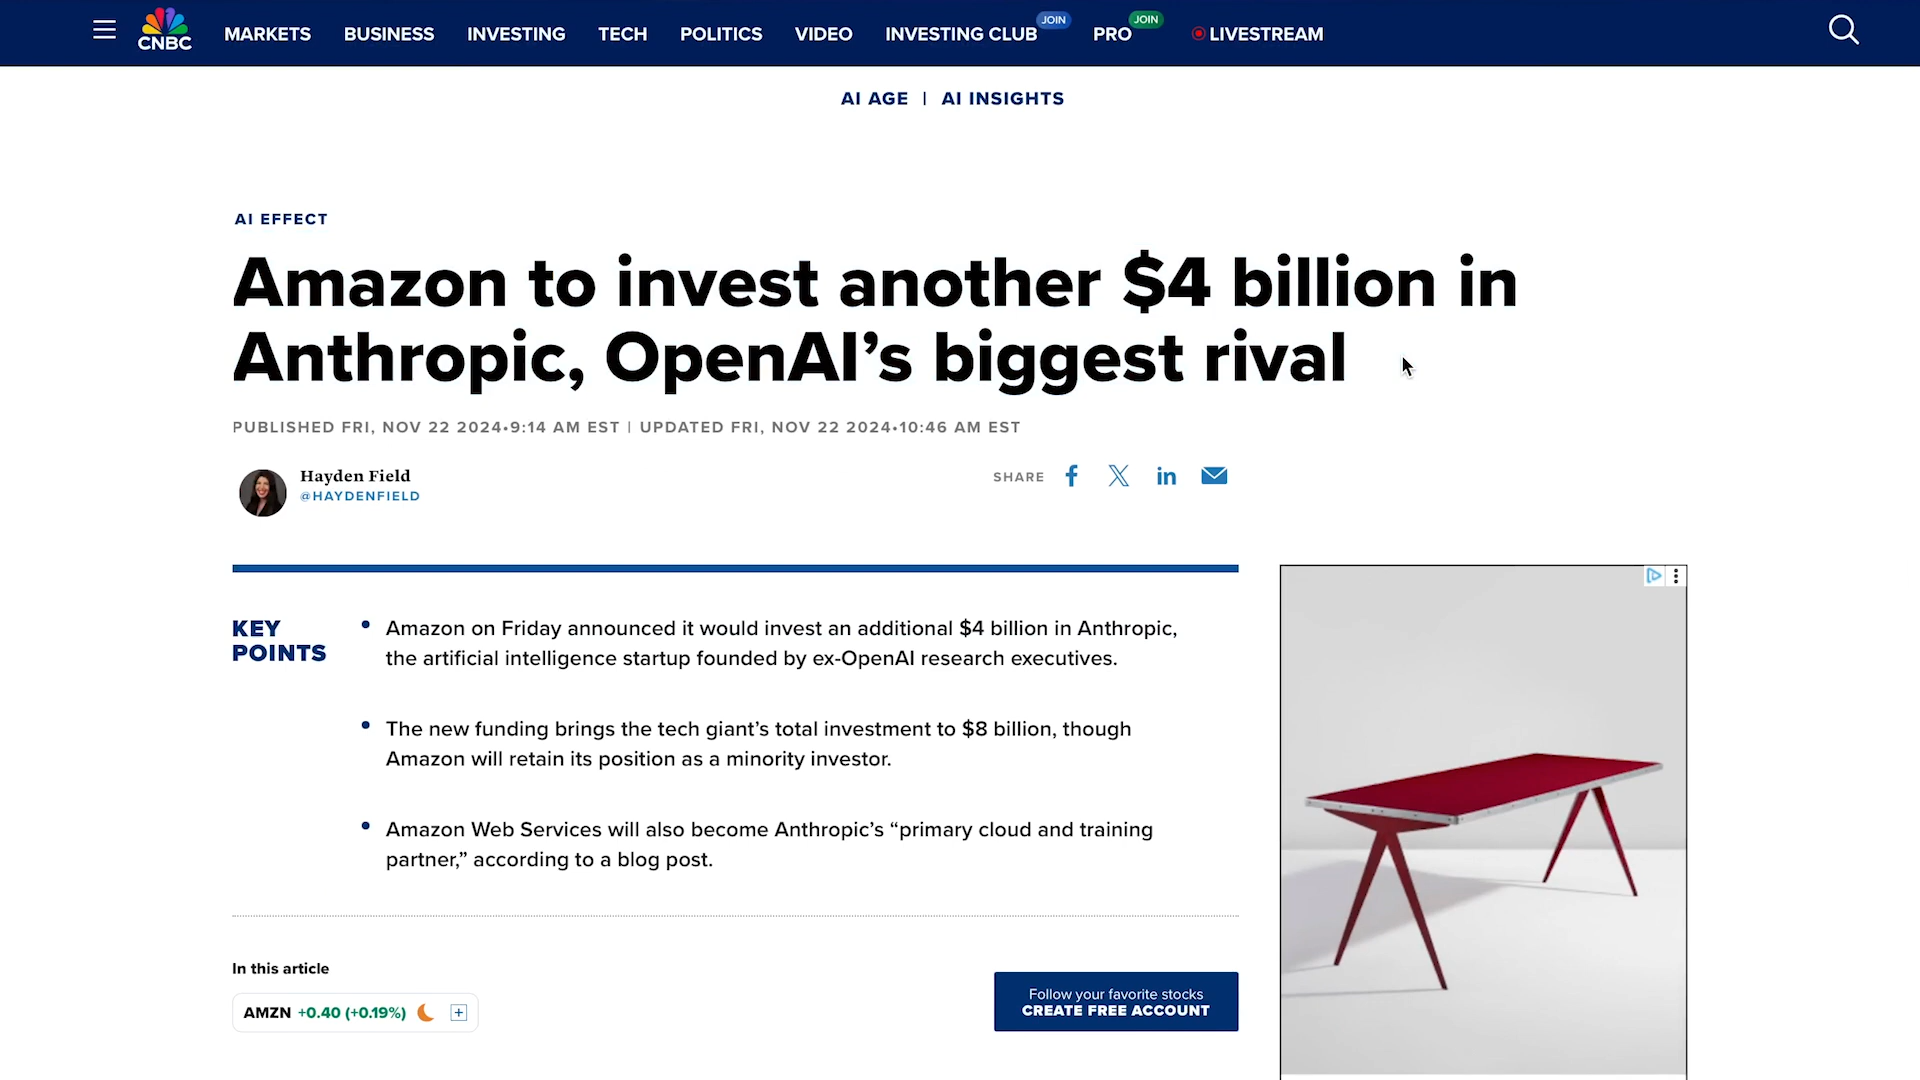 CNBC
MARKETS BUSINESS INVESTING TECH POLITICS VIDEO INVESTING CLUB JOIN PRO JOIN LIVESTREAM
AI AGE | AI INSIGHTS
AI EFFECT
Amazon to invest another $4 billion in
Anthropic, OpenAI’s biggest rival
PUBLISHED FRI, NOV 22 2024•9:14 AM EST | UPDATED FRI, NOV 22 2024•10:46 AM EST
Hayden Field
@HAYDENFIELD
SHARE
KEY
POINTS
Amazon on Friday announced it would invest an additional $4 billion in Anthropic,
the artificial intelligence startup founded by ex-OpenAI research executives.
The new funding brings the tech giant’s total investment to $8 billion, though
Amazon will retain its position as a minority investor.
Amazon Web Services will also become Anthropic’s “primary cloud and training
partner,” according to a blog post.
In this article
AMZN +0.40 (+0.19%)
Follow your favorite stocks
CREATE FREE ACCOUNT